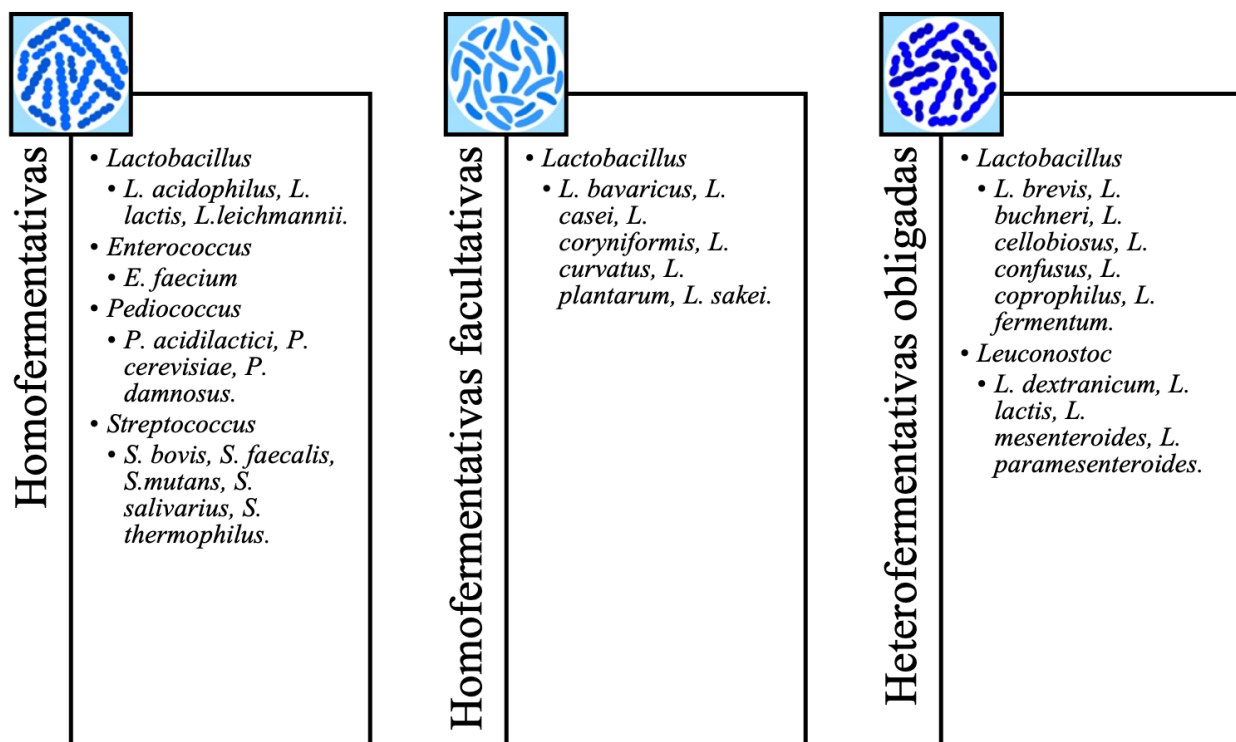 Homofermentativas
• Lactobacillus
• L. acidophilus, L.
lactis, L.leichmannii.
• Enterococcus
• E. faecium
• Pediococcus
• P. acidilactici, P.
cerevisiae, P.
damnosus.
• Streptococcus
• S. bovis, S. faecalis,
S.mutans, S.
salivarius, S.
thermophilus.
Homofermentativas facultativas
• Lactobacillus
• L. bavaricus, L.
casei, L.
coryniformis, L.
curvatus, L.
plantarum, L. sakei.
Heterofermentativas obligadas
• Lactobacillus
• L. brevis, L.
buchneri, L.
cellobiosus, L.
confusus, L.
coprophilus, L.
fermentum.
• Leuconostoc
• L. dextranicum, L.
lactis, L.
mesenteroides, L.
paramesenteroides.